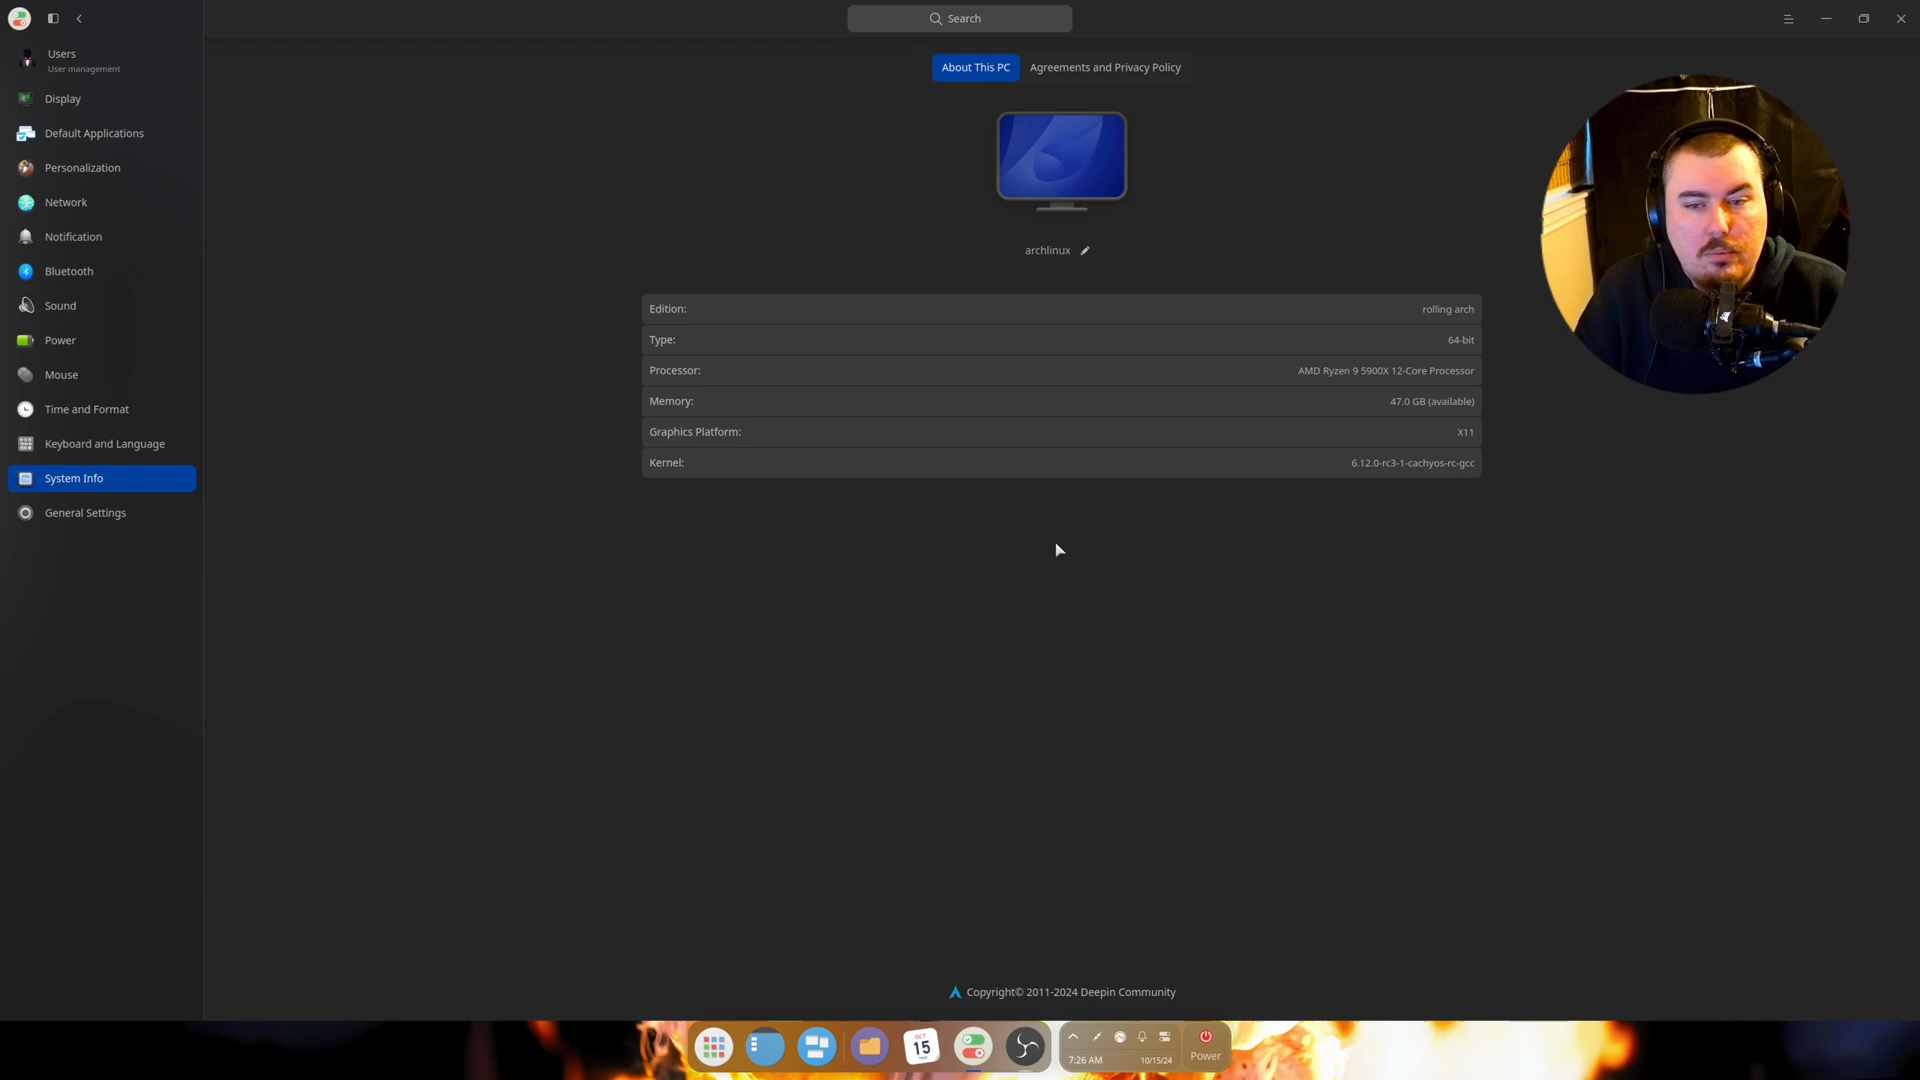 Search
Users
User management
Display
Default Applications
Personalization
Network
Notification
Bluetooth
Sound
Power
Mouse
Time and Format
Keyboard and Language
System Info
General Settings
About This PC Agreements and Privacy Policy
archlinux
Edition: rolling arch
Type: 64-bit
Processor: AMD Ryzen 9 5900X 12-Core Processor
Memory: 47.0 GB (available)
Graphics Platform: X11
Kernel: 6.12.0-rc3-1-cachyos-rc-gcc
Copyright© 2011-2024 Deepin Community
OCT
15
7:26 AM 10/15/24
Power